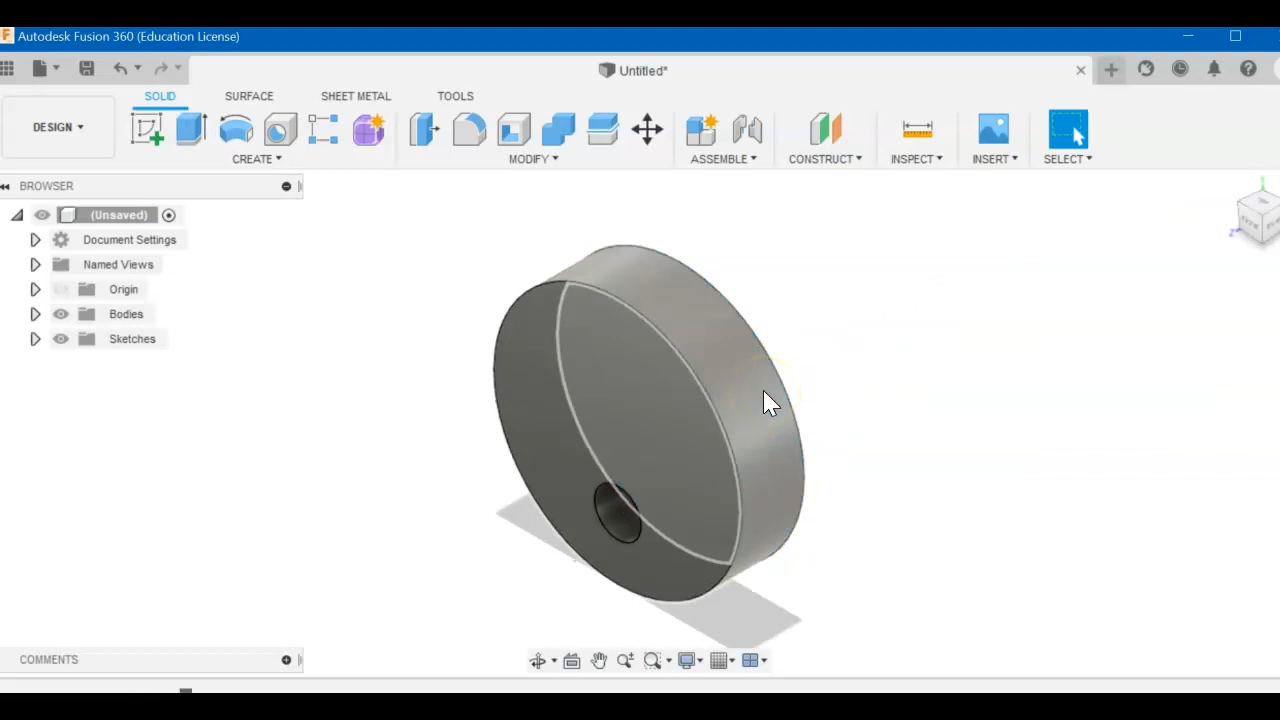 Autodesk Fusion 360 (Education License)
Untitled*
SOLID SURFACE SHEET METAL TOOLS
DESIGN
CREATE MODIFY ASSEMBLE CONSTRUCT INSPECT INSERT SELECT
BROWSER
(Unsaved)
Document Settings
Named Views
Origin
Bodies
Sketches
COMMENTS